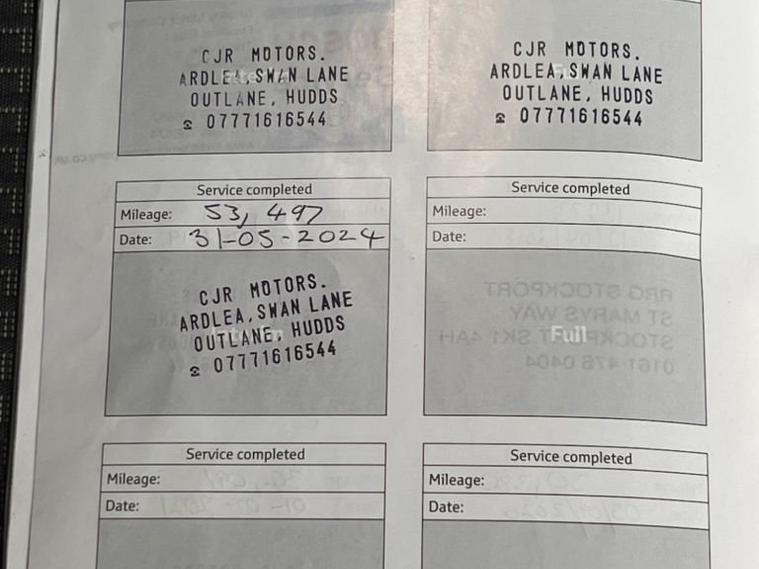 CJR MOTORS.
ARDLEA, SWAN LANE
OUTLANE, HUDDS
☎ 07771616544
CJR MOTORS.
ARDLEA, SWAN LANE
OUTLANE, HUDDS
☎ 07771616544
Service completed
Mileage: 53,497
Date: 31-05-2024
CJR MOTORS.
ARDLEA, SWAN LANE
OUTLANE, HUDDS
☎ 07771616544
Service completed
Mileage:
Date:
Full
Service completed
Mileage:
Date:
Service completed
Mileage:
Date: